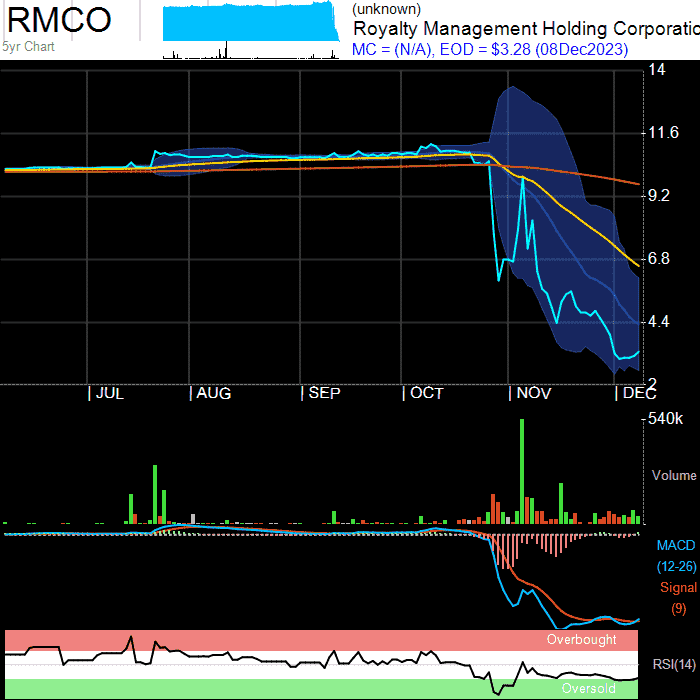 RMCO
5yr Chart
(unknown)
Royalty Management Holding Corporatio
MC = (N/A), EOD = $3.28 (08Dec2023)
14
11.6
9.2
6.8
4.4
2
JUL AUG SEP OCT NOV DEC
540k
Volume
MACD
(12-26)
Signal
(9)
Overbought
RSI(14)
Oversold